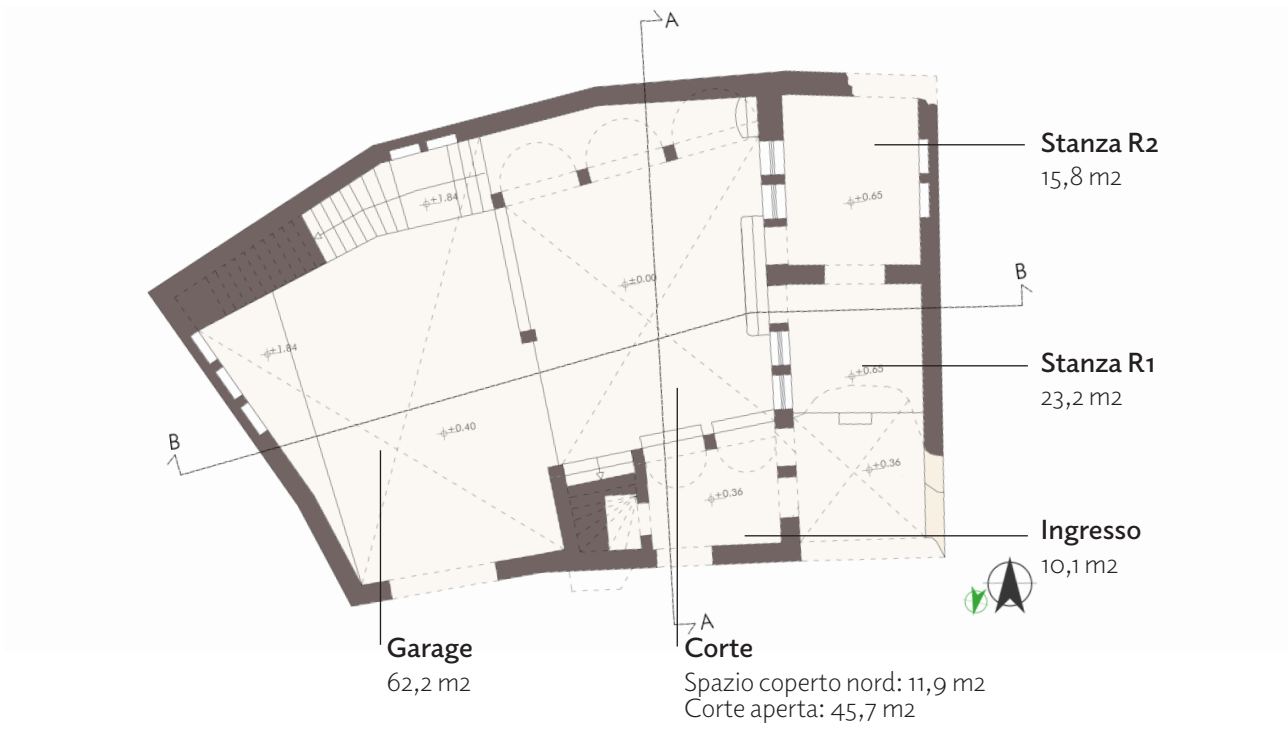 A
Stanza R2
15,8 m2
±0.65
±1.84
±0.00
B
±1.84
Stanza R1
23,2 m2
±0.65
B
±0.40
±0.36
±0.36
Ingresso
10,1 m2
A
Garage
62,2 m2
Corte
Spazio coperto nord: 11,9 m2
Corte aperta: 45,7 m2